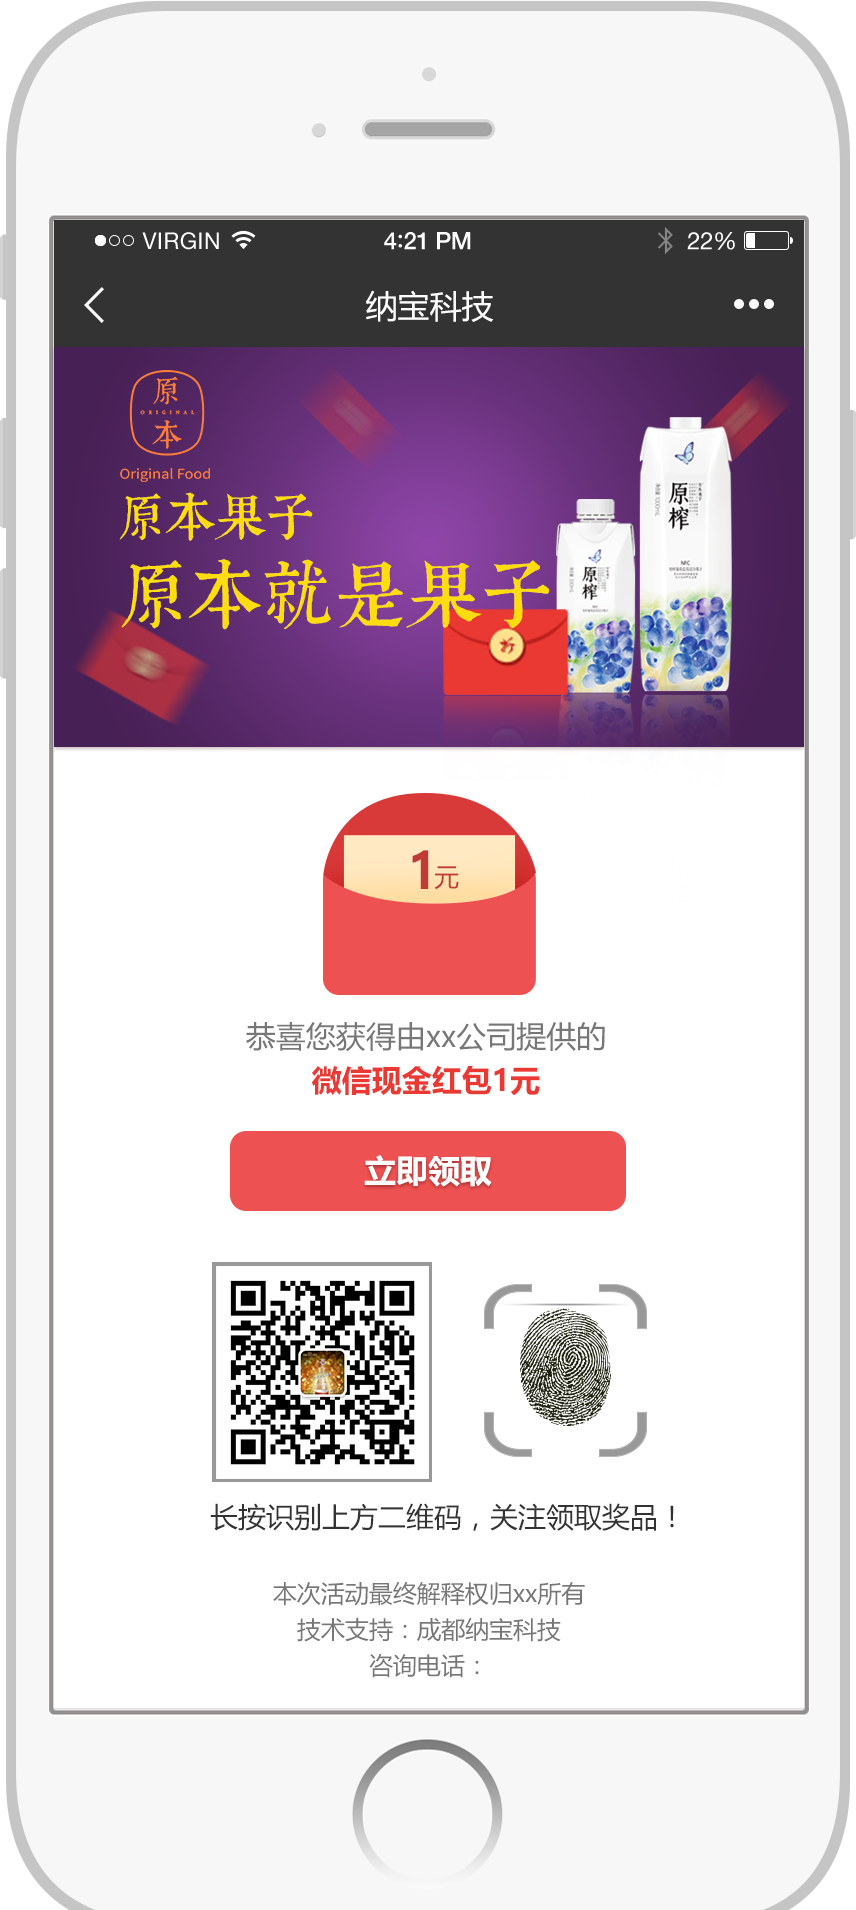 VIRGIN 4:21 PM 22%
纳宝科技
原
ORIGINAL
本
Original Food
原本果子
原本就是果子
原榨
1000mL
NFC
原榨
NFC
1元
恭喜您获得由xx公司提供的
微信现金红包1元
立即领取
长按识别上方二维码，关注领取奖品！
本次活动最终解释权归xx所有
技术支持：成都纳宝科技
咨询电话：